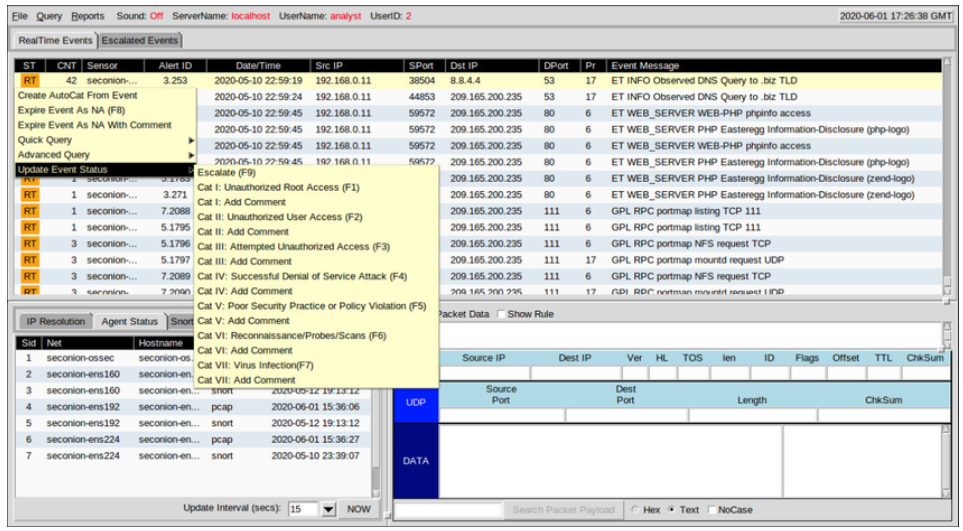 File Query Reports Sound: Off ServerName: localhost UserName: analyst UserID: 2 2020-06-01 17:26:38 GMT
RealTime Events Escalated Events
ST CNT Sensor Alert ID Date/Time Src IP SPort Dst IP DPort Pr Event Message
RT 42 seconion-... 3.253 2020-05-10 22:59:19 192.168.0.11 38504 8.8.4.4 53 17 ET INFO Observed DNS Query to .biz TLD
Create AutoCat From Event 2020-05-10 22:59:24 192.168.0.11 44853 209.165.200.235 53 17 ET INFO Observed DNS Query to .biz TLD
Expire Event As NA (F8) 2020-05-10 22:59:45 192.168.0.11 59572 209.165.200.235 80 6 ET WEB_SERVER WEB-PHP phpinfo access
Expire Event As NA With Comment 2020-05-10 22:59:45 192.168.0.11 59572 209.165.200.235 80 6 ET WEB_SERVER PHP Easteregg Information-Disclosure (php-logo)
Quick Query 2020-05-10 22:59:45 192.168.0.11 59572 209.165.200.235 80 6 ET WEB_SERVER WEB-PHP phpinfo access
Advanced Query 2020-05-10 22:59:45 192.168.0.11 59572 209.165.200.235 80 6 ET WEB_SERVER PHP Easteregg Information-Disclosure (php-logo)
Update Event Status
Escalate (F9)
RT 1 seconion-... 5.1783 209.165.200.235 80 6 ET WEB_SERVER PHP Easteregg Information-Disclosure (zend-logo)
Cat I: Unauthorized Root Access (F1)
RT 1 seconion-... 3.271 209.165.200.235 80 6 ET WEB_SERVER PHP Easteregg Information-Disclosure (zend-logo)
Cat I: Add Comment
RT 1 seconion-... 7.2088 209.165.200.235 111 6 GPL RPC portmap listing TCP 111
Cat II: Unauthorized User Access (F2)
RT 1 seconion-... 5.1795 209.165.200.235 111 6 GPL RPC portmap listing TCP 111
Cat II: Add Comment
RT 3 seconion-... 5.1796 209.165.200.235 111 6 GPL RPC portmap NFS request TCP
Cat III: Attempted Unauthorized Access (F3)
RT 3 seconion-... 5.1797 209.165.200.235 111 17 GPL RPC portmap mountd request UDP
Cat III: Add Comment
RT 3 seconion-... 7.2089 209.165.200.235 111 6 GPL RPC portmap NFS request TCP
Cat IV: Successful Denial of Service Attack (F4)
RT 3 seconion-... 7.2090 209.165.200.235 111 17 GPL RPC portmap mountd request UDP
Cat IV: Add Comment
Cat V: Poor Security Practice or Policy Violation (F5)
Cat V: Add Comment
Cat VI: Reconnaissance/Probes/Scans (F6)
Cat VI: Add Comment
Cat VII: Virus Infection(F7)
Cat VII: Add Comment
IP Resolution Agent Status Snort Packet Data Show Rule
Sid Net Hostname
1 seconion-ossec seconion-os.
2 seconion-ens160 seconion-en.
3 seconion-ens160 seconion-en... snort 2020-05-12 19:13:12
4 seconion-ens192 seconion-en... pcap 2020-06-01 15:36:06
5 seconion-ens192 seconion-en... snort 2020-05-12 19:13:12
6 seconion-ens224 seconion-en... pcap 2020-06-01 15:36:27
7 seconion-ens224 seconion-en... snort 2020-05-10 23:39:07
Update Interval (secs): 15 NOW
Source IP Dest IP Ver HL TOS len ID Flags Offset TTL ChkSum
UDP
Source Port Dest Port Length ChkSum
DATA
Search Packet Payload Hex Text NoCase